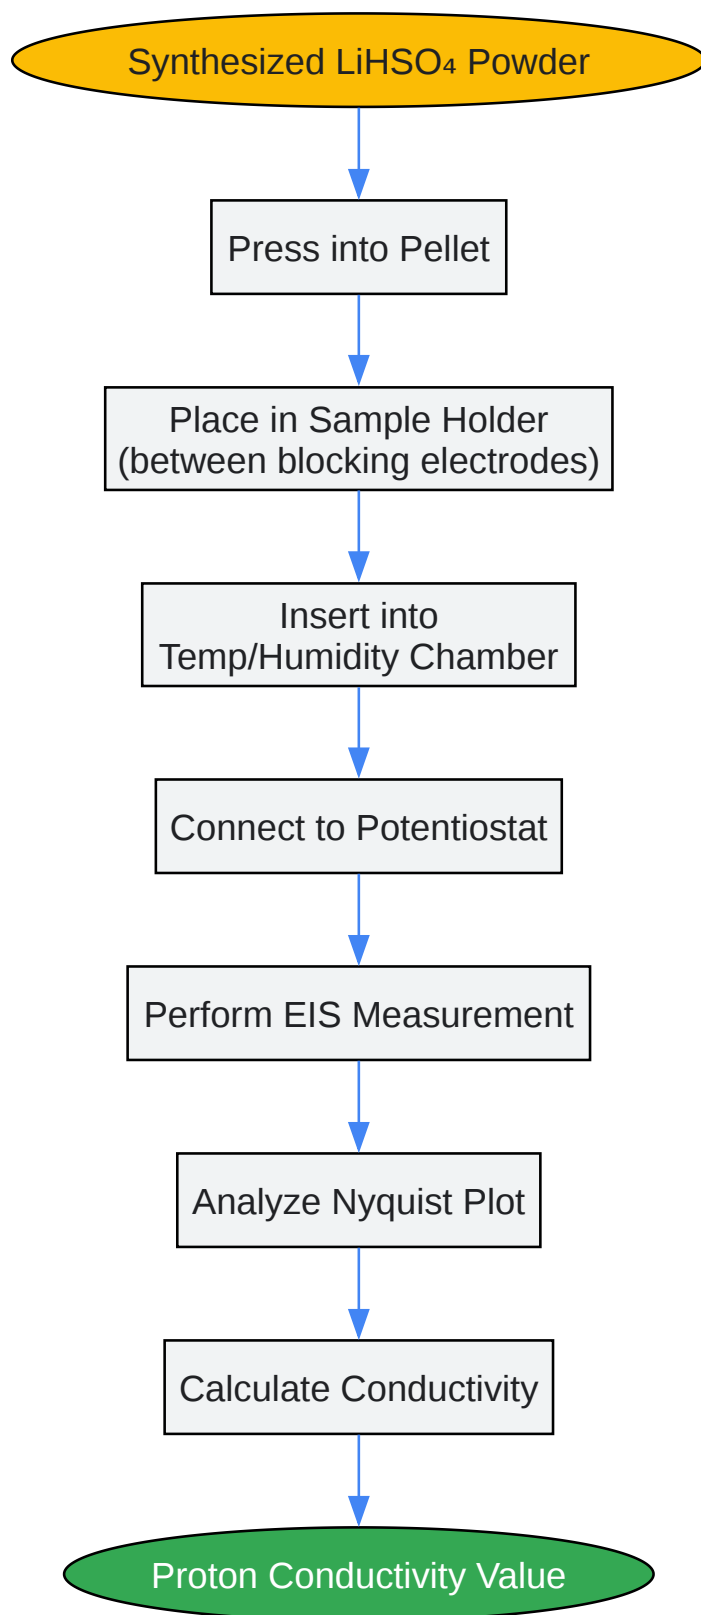 Synthesized LiHSO₄ Powder
Press into Pellet
Place in Sample Holder
(between blocking electrodes)
Insert into
Temp/Humidity Chamber
Connect to Potentiostat
Perform EIS Measurement
Analyze Nyquist Plot
Calculate Conductivity
Proton Conductivity Value